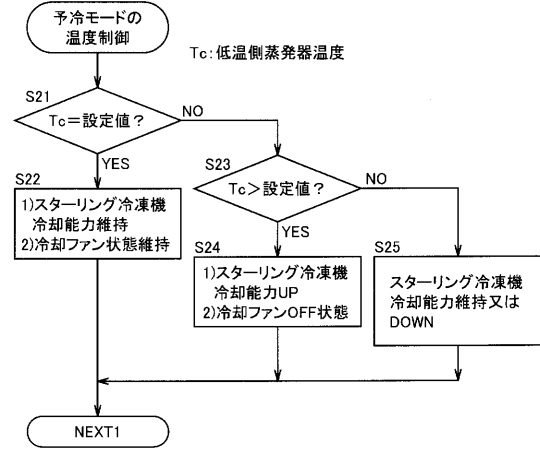 予冷モードの
温度制御
Tc：低温側蒸発器温度
S21
Tc＝設定値？
NO
YES
S22
1)スターリング冷凍機
冷却能力維持
2)冷却ファン状態維持
S23
Tc＞設定値？
NO
YES
S24
1)スターリング冷凍機
冷却能力UP
2)冷却ファンOFF状態
S25
スターリング冷凍機
冷却能力維持又は
DOWN
NEXT1